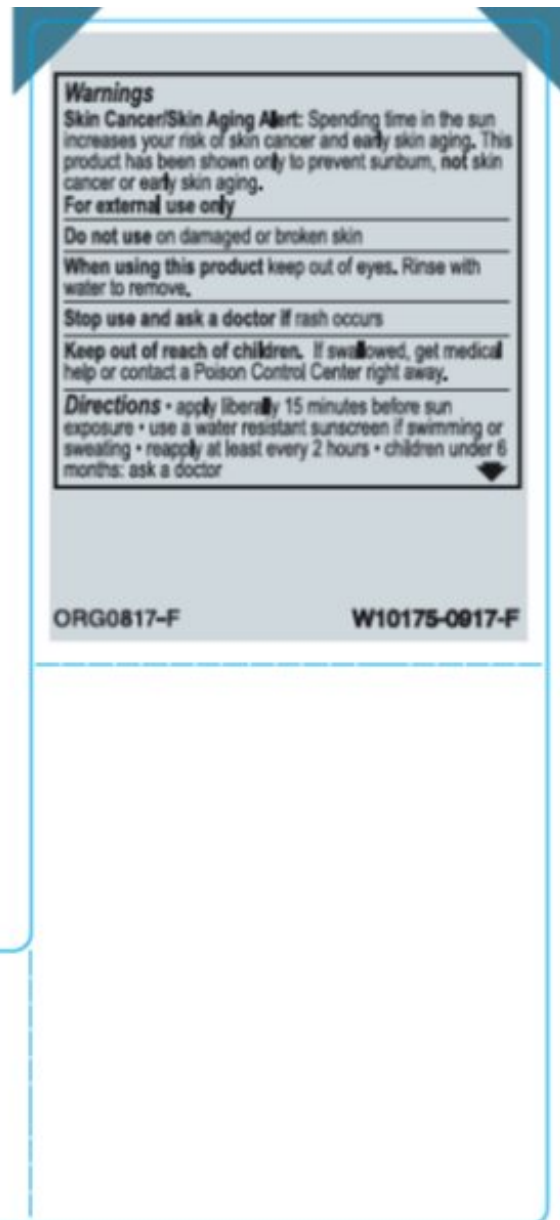 Warnings
Skin Cancer/Skin Aging Alert: Spending time in the sun
increases your risk of skin cancer and early skin aging. This
product has been shown only to prevent sunburn, not skin
cancer or early skin aging.
For external use only
Do not use on damaged or broken skin
When using this product keep out of eyes. Rinse with
water to remove.
Stop use and ask a doctor if rash occurs
Keep out of reach of children. If swallowed, get medical
help or contact a Poison Control Center right away.
Directions • apply liberally 15 minutes before sun
exposure • use a water resistant sunscreen if swimming or
sweating • reapply at least every 2 hours • children under 6
months: ask a doctor
ORG0817-F W10175-0917-F